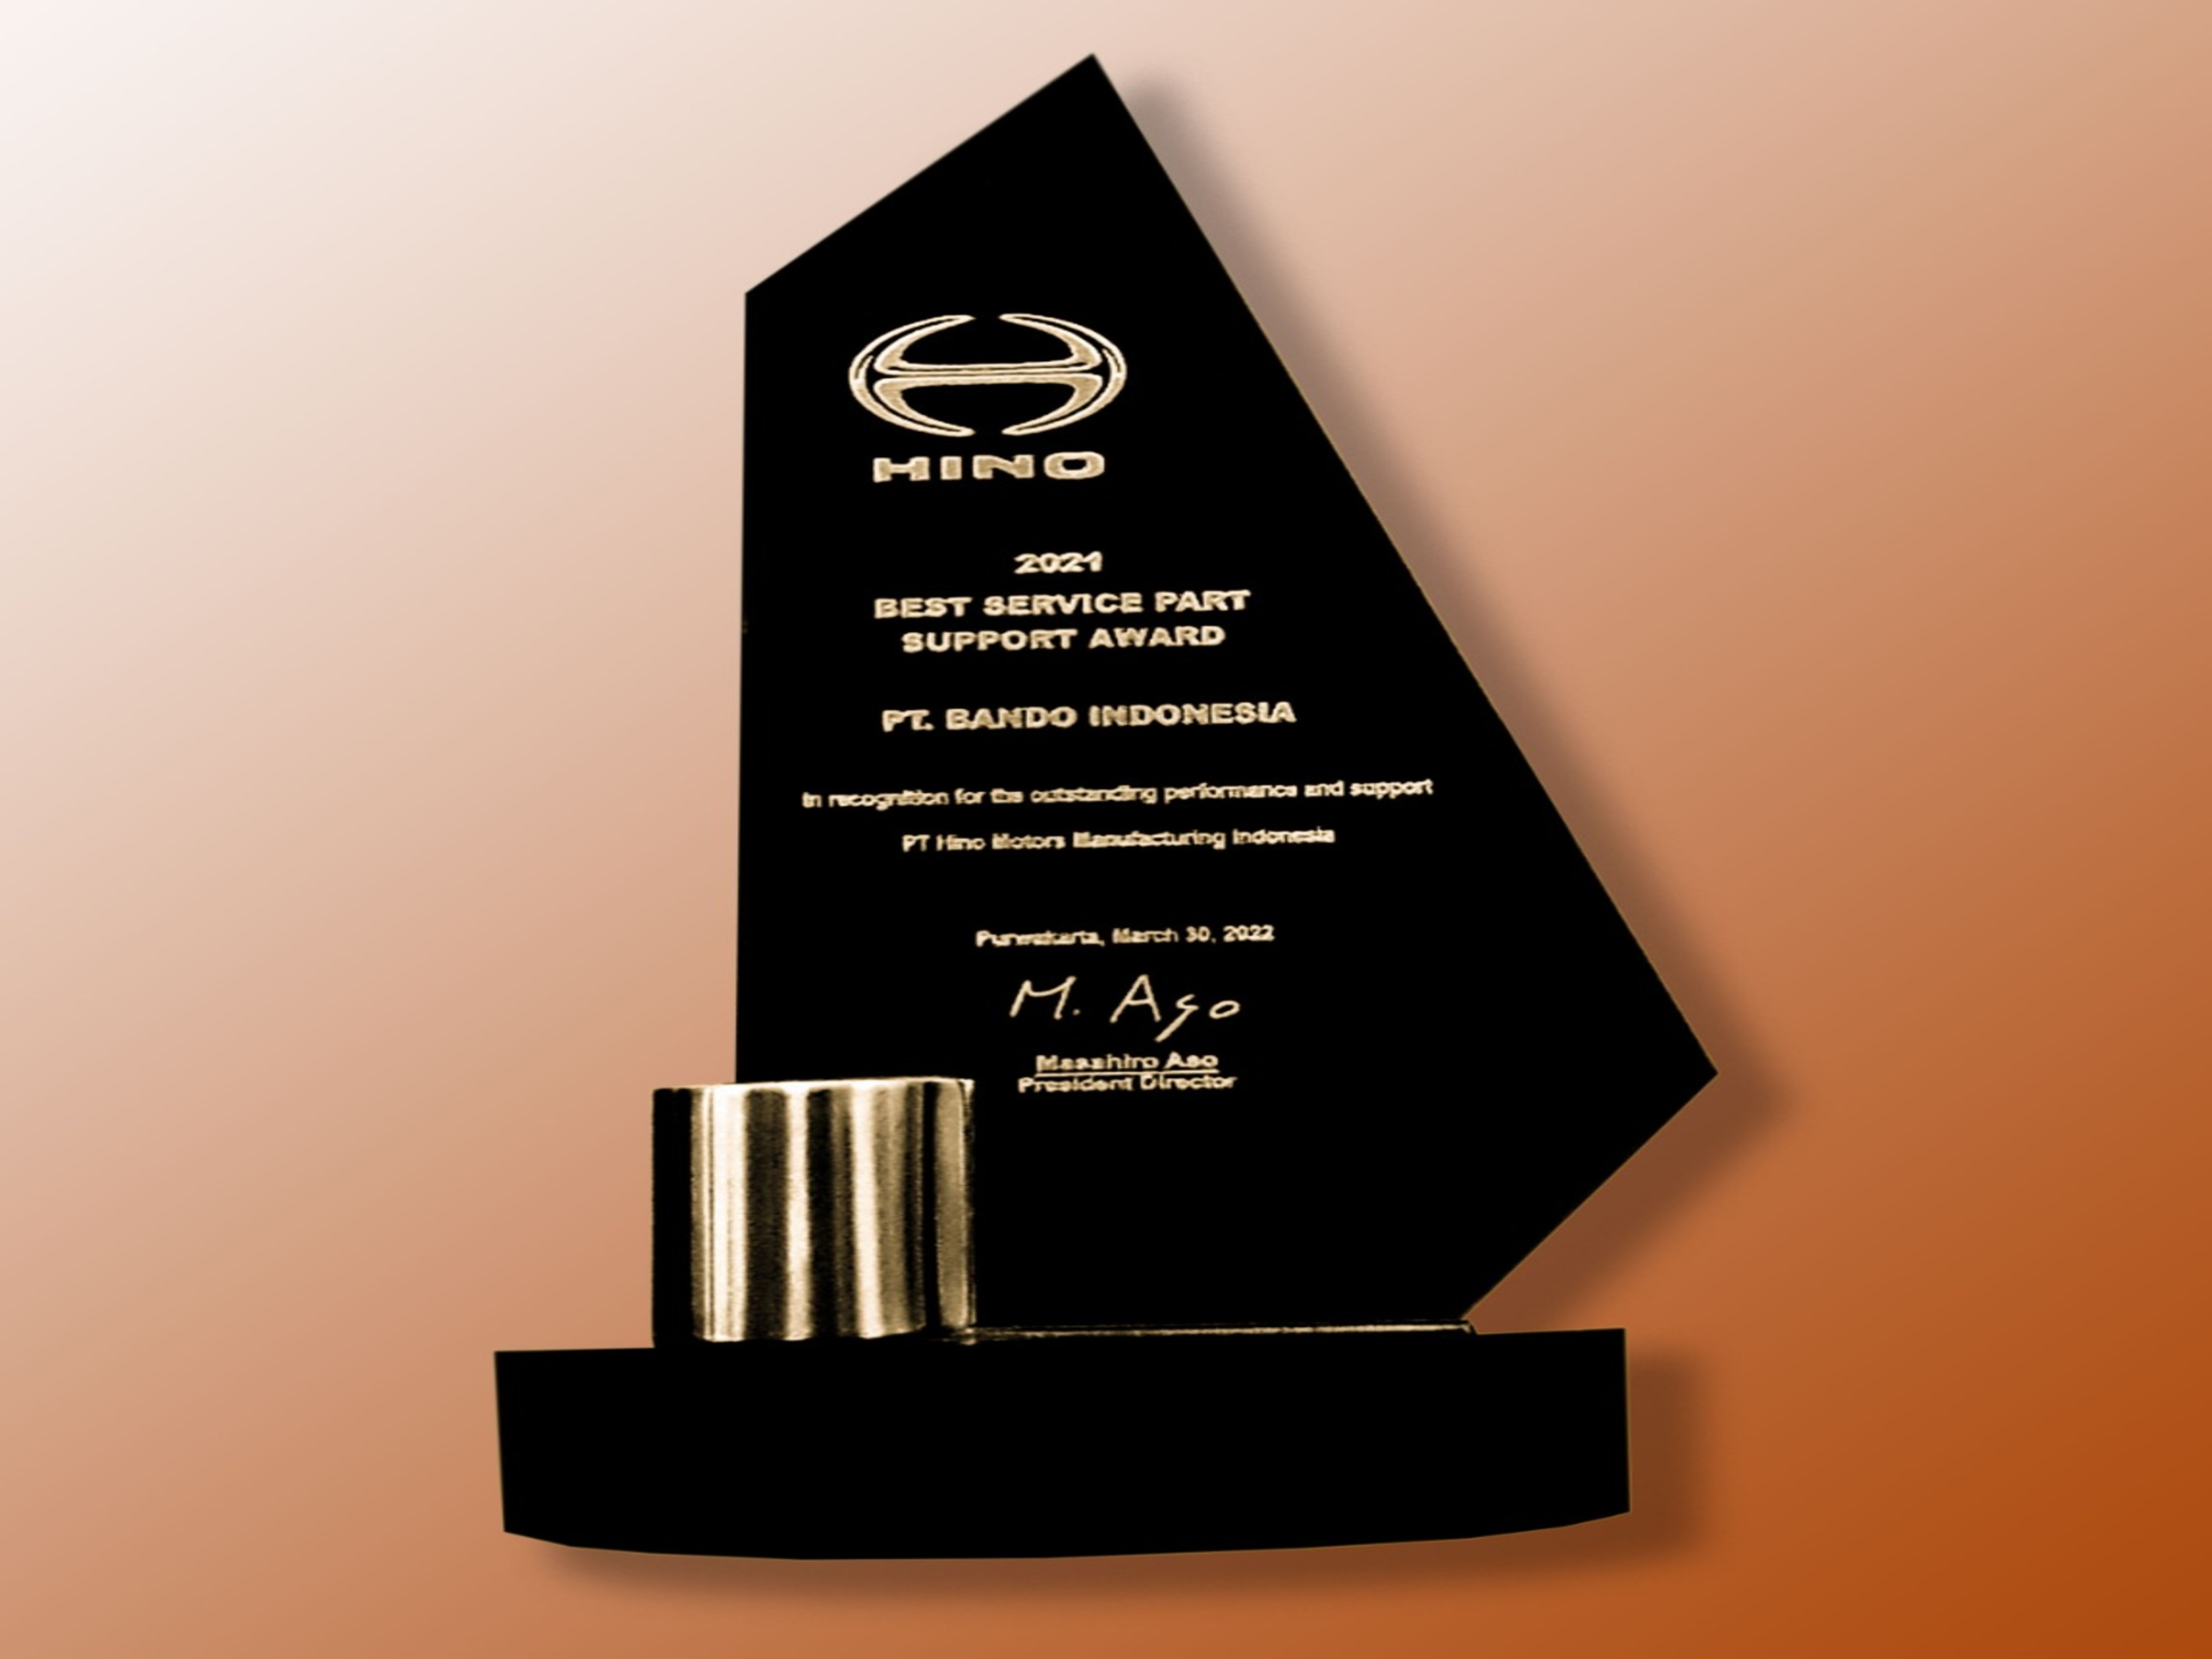 HINO
2021
BEST SERVICE PART
SUPPORT AWARD
PT. BANDO INDONESIA
In recognition for the outstanding performance and support
PT Hino Motors Manufacturing Indonesia
Purwakarta, March 30, 2022
M. Aso
Masahiro Aso
President Director